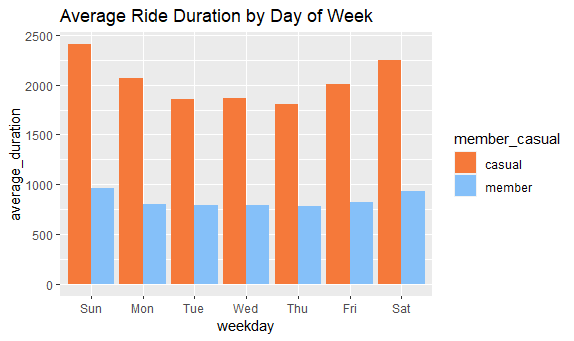 Average Ride Duration by Day of Week
average_duration
2500
2000
1500
1000
500
0
Sun Mon Tue Wed Thu Fri Sat
weekday
member_casual
casual
member